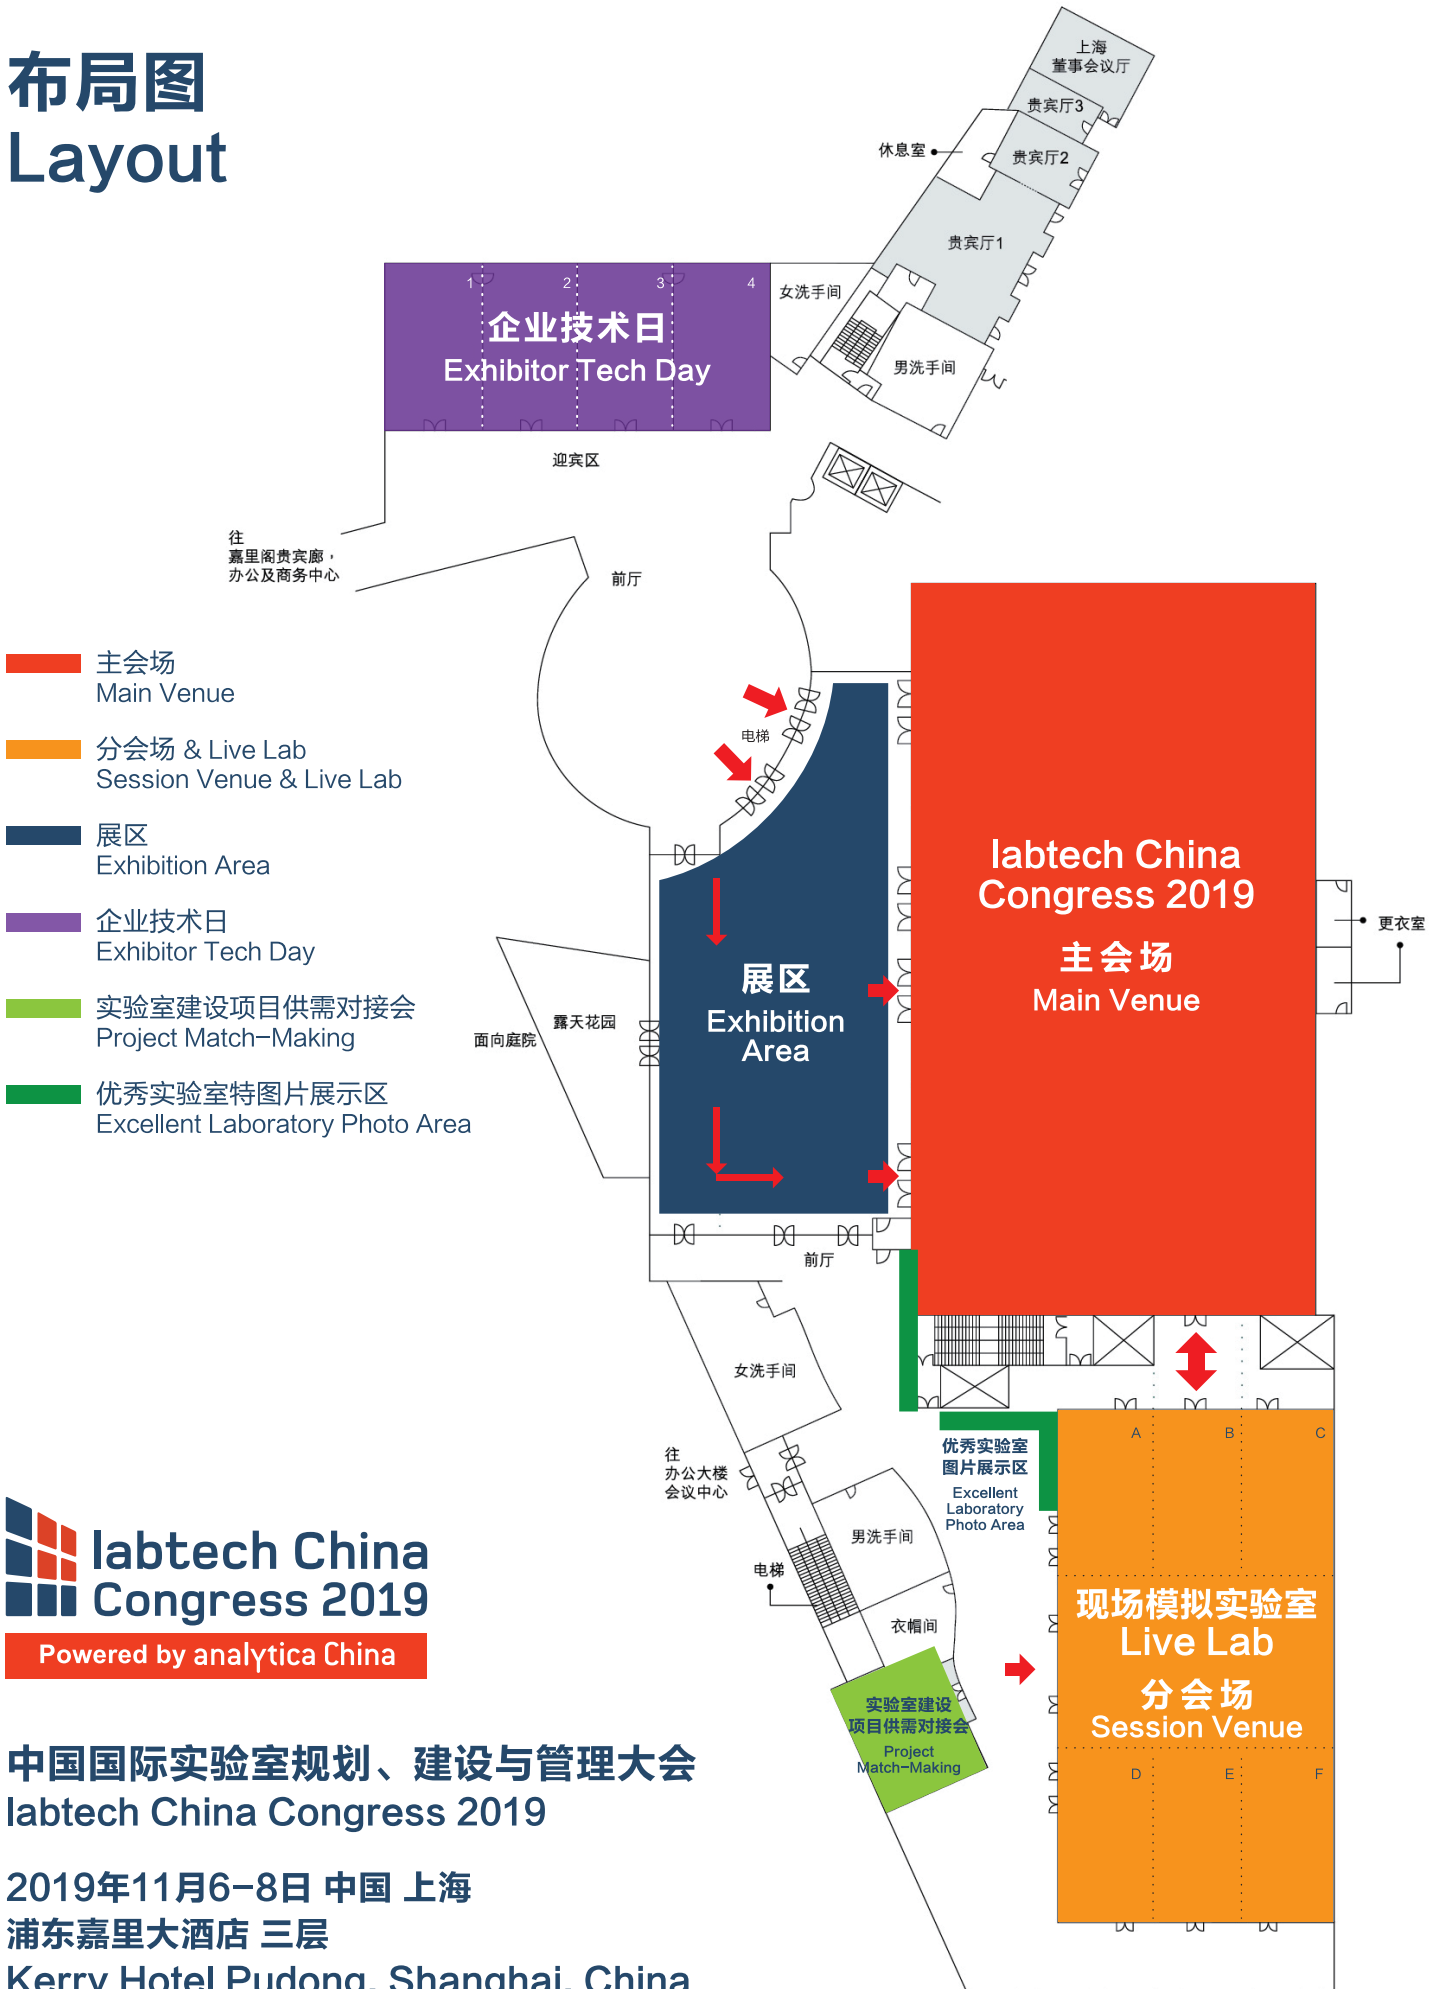 布局图
Layout
上海
董事会议厅
贵宾厅3
休息室
贵宾厅2
贵宾厅1
女洗手间
男洗手间
1
2
3
4
企业技术日
Exhibitor Tech Day
迎宾区
往
嘉里阁贵宾廊，
办公及商务中心
前厅
主会场
Main Venue
分会场 & Live Lab
Session Venue & Live Lab
展区
Exhibition Area
企业技术日
Exhibitor Tech Day
实验室建设项目供需对接会
Project Match-Making
优秀实验室特图片展示区
Excellent Laboratory Photo Area
电梯
labtech China
Congress 2019
主会场
Main Venue
更衣室
展区
Exhibition
Area
露天花园
面向庭院
前厅
女洗手间
往
办公大楼
会议中心
男洗手间
电梯
衣帽间
优秀实验室
图片展示区
Excellent
Laboratory
Photo Area
A
B
C
现场模拟实验室
Live Lab
分会场
Session Venue
D
E
F
实验室建设
项目供需对接会
Project
Match-Making
labtech China
Congress 2019
Powered by analytica China
中国国际实验室规划、建设与管理大会
labtech China Congress 2019
2019年11月6-8日 中国 上海
浦东嘉里大酒店 三层
Kerry Hotel Pudong, Shanghai, China